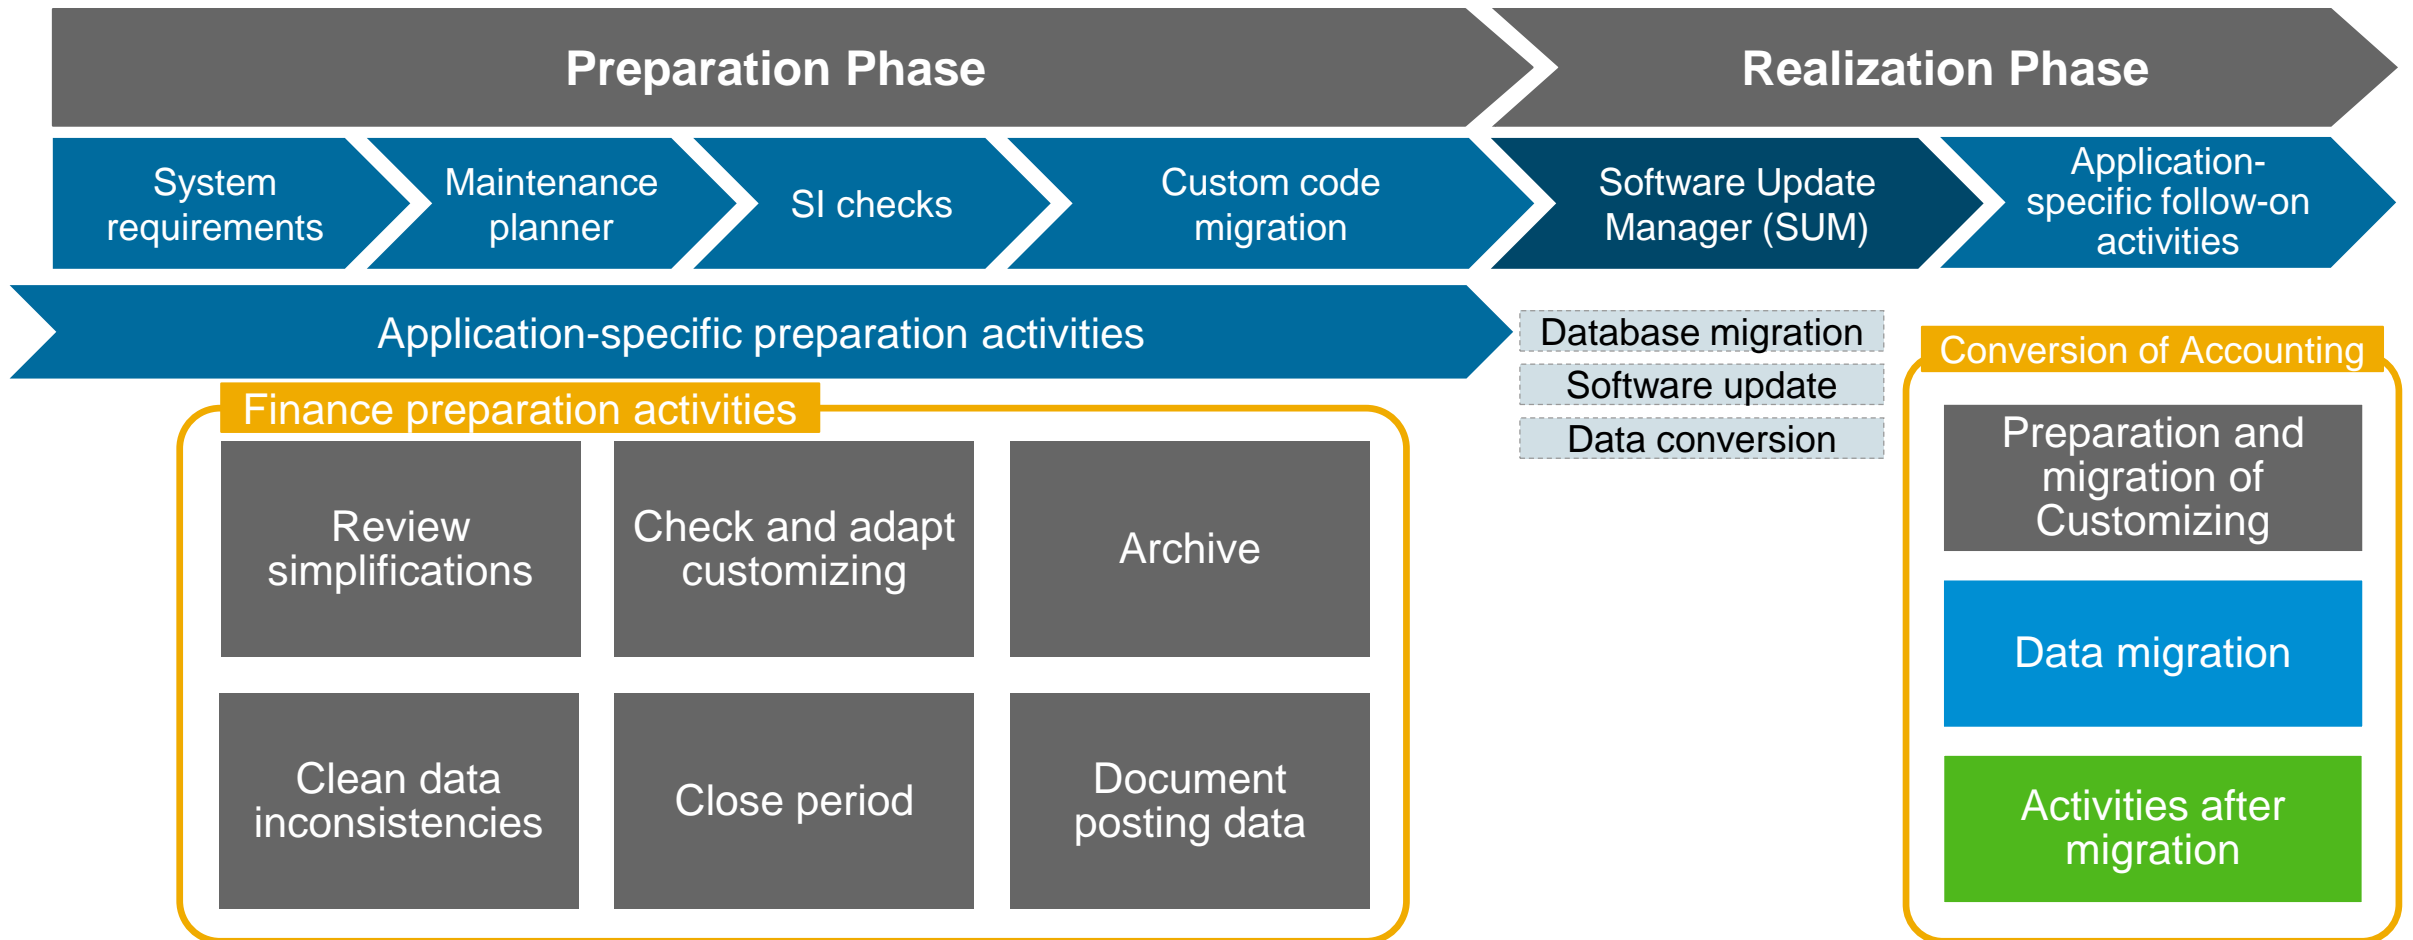 Preparation Phase
Realization Phase
System
requirements
Maintenance
planner
SI checks
Custom code
migration
Software Update
Manager (SUM)
Application-
specific follow-on
activities
Application-specific preparation activities
Database migration
Software update
Data conversion
Finance preparation activities
Review
simplifications
Check and adapt
customizing
Archive
Clean data
inconsistencies
Close period
Document
posting data
Conversion of Accounting
Preparation and
migration of
Customizing
Data migration
Activities after
migration